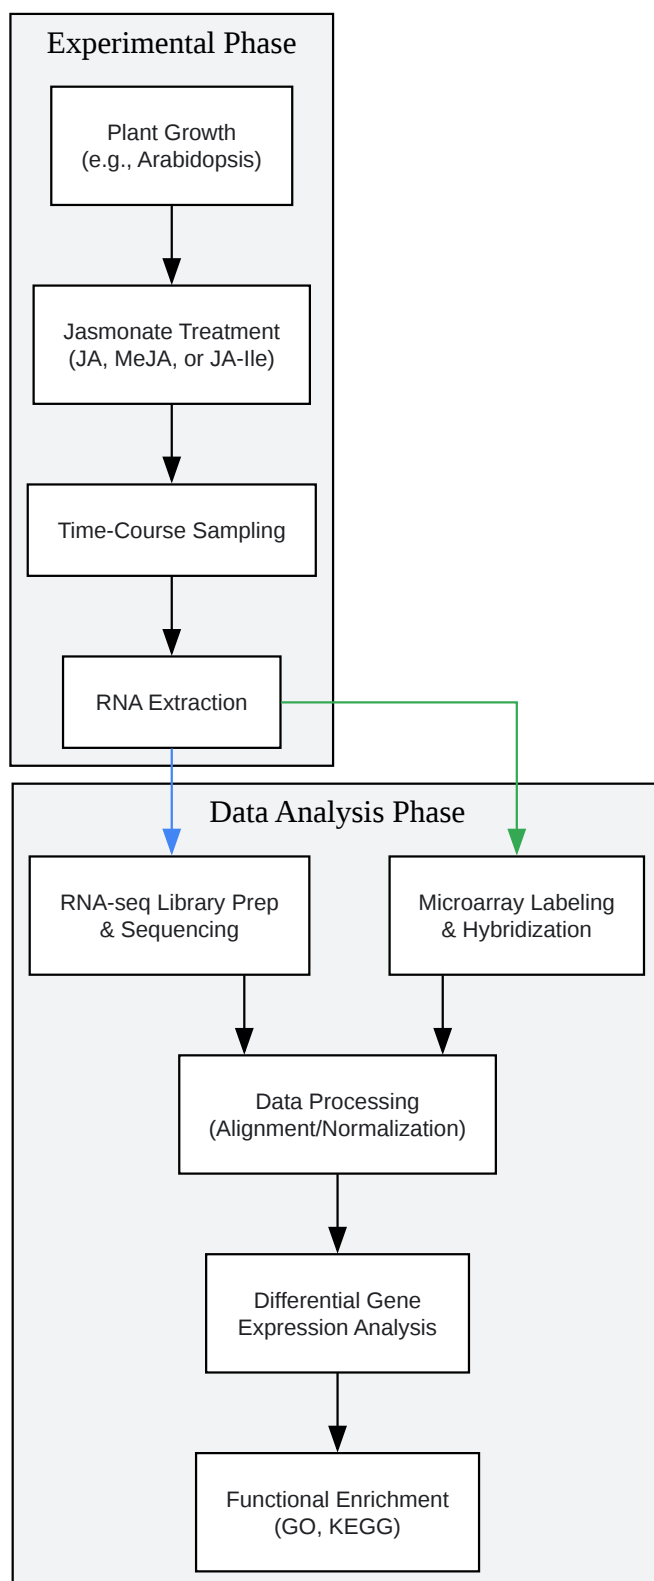 Experimental Phase
Plant Growth
(e.g., Arabidopsis)
Jasmonate Treatment
(JA, MeJA, or JA-Ile)
Time-Course Sampling
RNA Extraction
Data Analysis Phase
RNA-seq Library Prep
& Sequencing
Microarray Labeling
& Hybridization
Data Processing
(Alignment/Normalization)
Differential Gene
Expression Analysis
Functional Enrichment
(GO, KEGG)